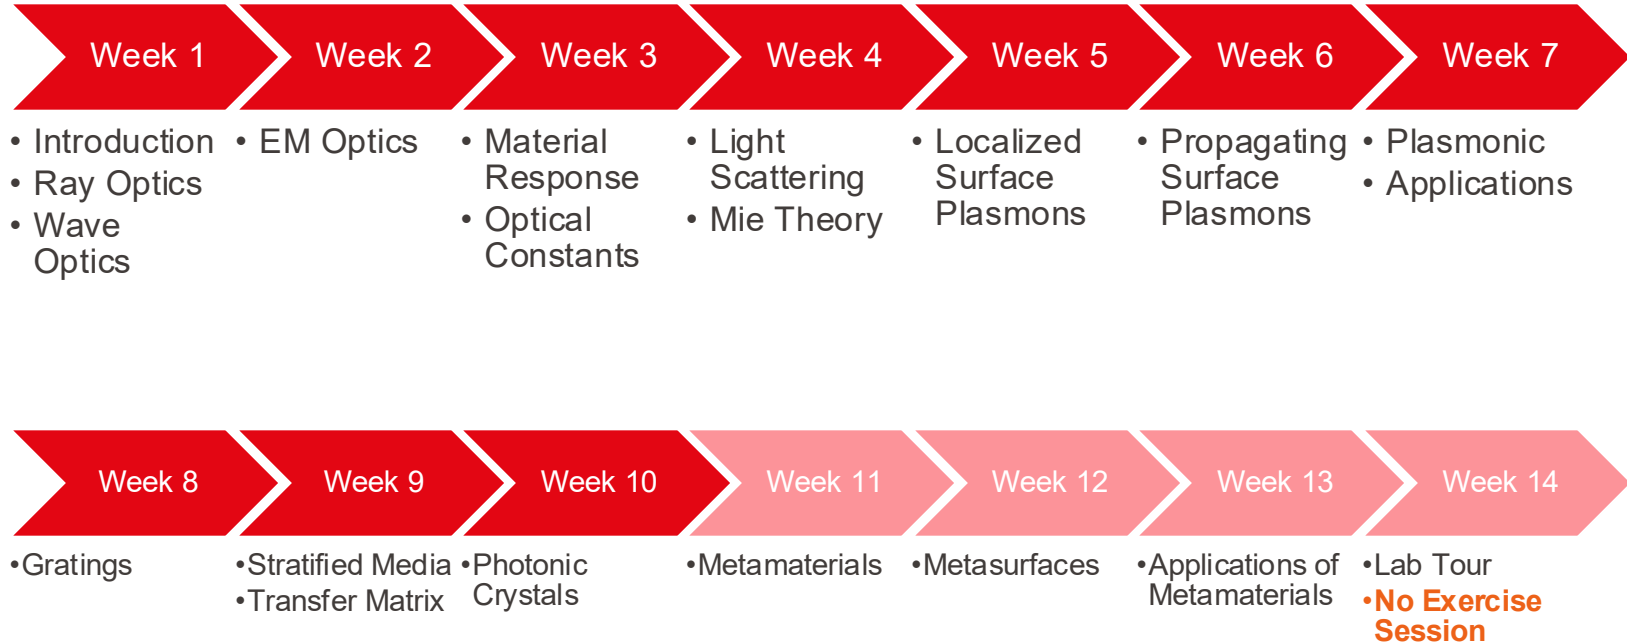 Week 1
Week 2
Week 3
Week 4
Week 5
Week 6
Week 7
• Introduction
• Ray Optics
• Wave
Optics
• EM Optics
• Material
Response
• Optical
Constants
• Light
Scattering
• Mie Theory
• Localized
Surface
Plasmons
• Propagating
Surface
Plasmons
• Plasmonic
• Applications
Week 8
Week 9
Week 10
Week 11
Week 12
Week 13
Week 14
•Gratings
•Stratified Media
•Transfer Matrix
•Photonic
Crystals
•Metamaterials
•Metasurfaces
•Applications of
Metamaterials
•Lab Tour
•No Exercise
Session